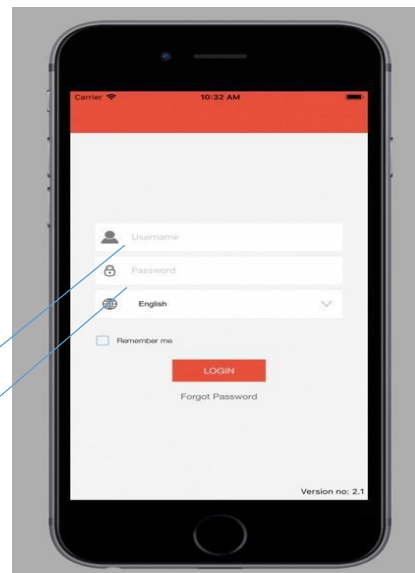 Carrier 10:32 AM
Username
Password
English
Remember me
LOGIN
Forgot Password
Version no: 2.1